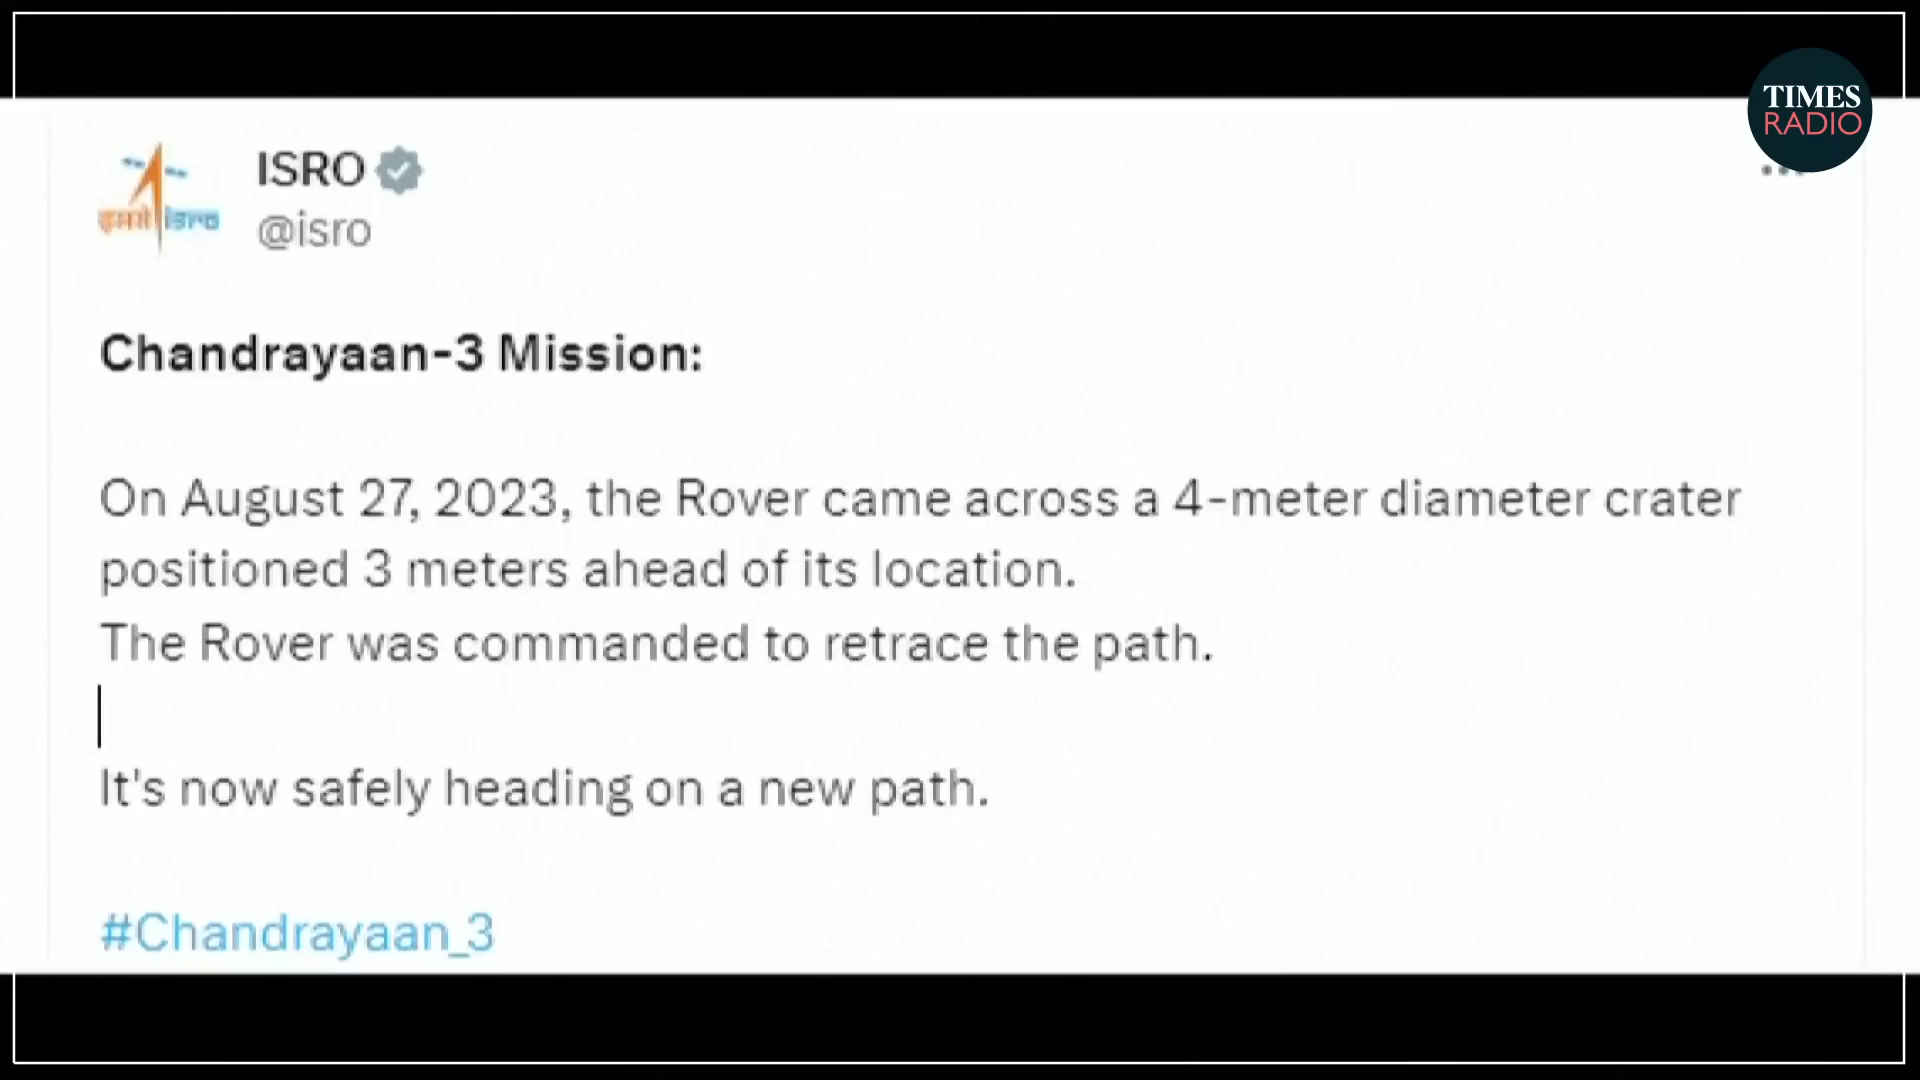 TIMES
RADIO
ISRO
@isro
इसरो isro
Chandrayaan-3 Mission:
On August 27, 2023, the Rover came across a 4-meter diameter crater
positioned 3 meters ahead of its location.
The Rover was commanded to retrace the path.
It's now safely heading on a new path.
#Chandrayaan_3